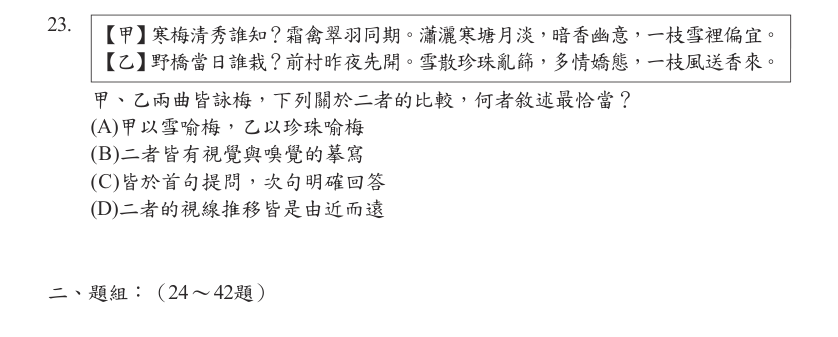 23.
【甲】寒梅清秀誰知？霜禽翠羽同期。瀟灑寒塘月淡，暗香幽意，一枝雪裡偏宜。
【乙】野橋當日誰栽？前村昨夜先開。雪散珍珠亂篩，多情嬌態，一枝風送香來。
甲、乙兩曲皆詠梅，下列關於二者的比較，何者敘述最恰當？
(A)甲以雪喻梅，乙以珍珠喻梅
(B)二者皆有視覺與嗅覺的摹寫
(C)皆於首句提問，次句明確回答
(D)二者的視線推移皆是由近而遠
二、題組：（24～42題）